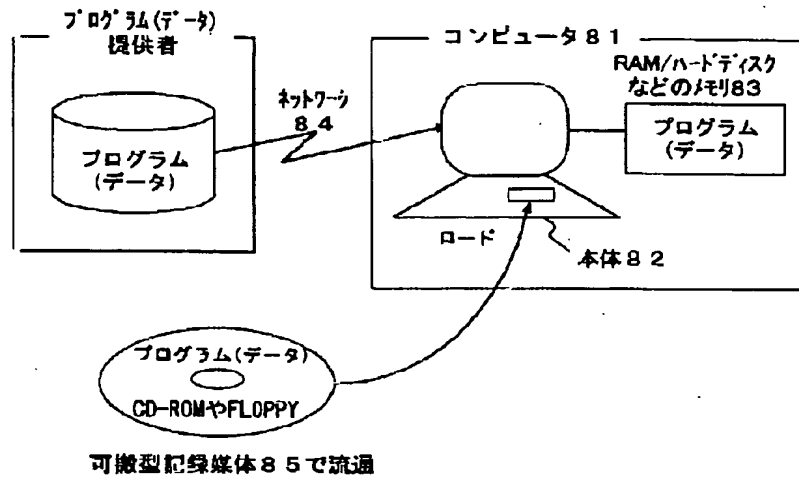 プログラム(データ)
提供者
プログラム
(データ)
ネットワーク
84
コンピュータ81
RAM/ハードディスク
などのメモリ83
プログラム
(データ)
ロード
本体82
プログラム(データ)
CD-ROMやFLOPPY
可搬型記録媒体85で流通